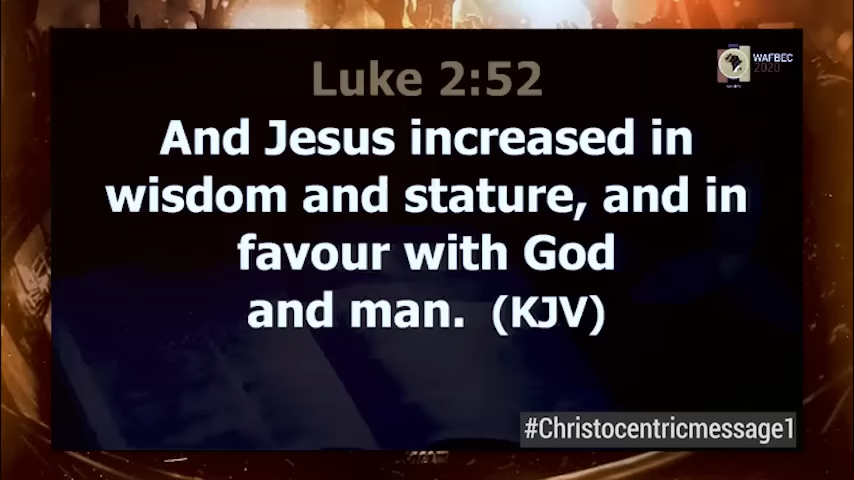 Luke 2:52
WAFBEC
2020
And Jesus increased in
wisdom and stature, and in
favour with God
and man. (KJV)
#Christocentricmessage1